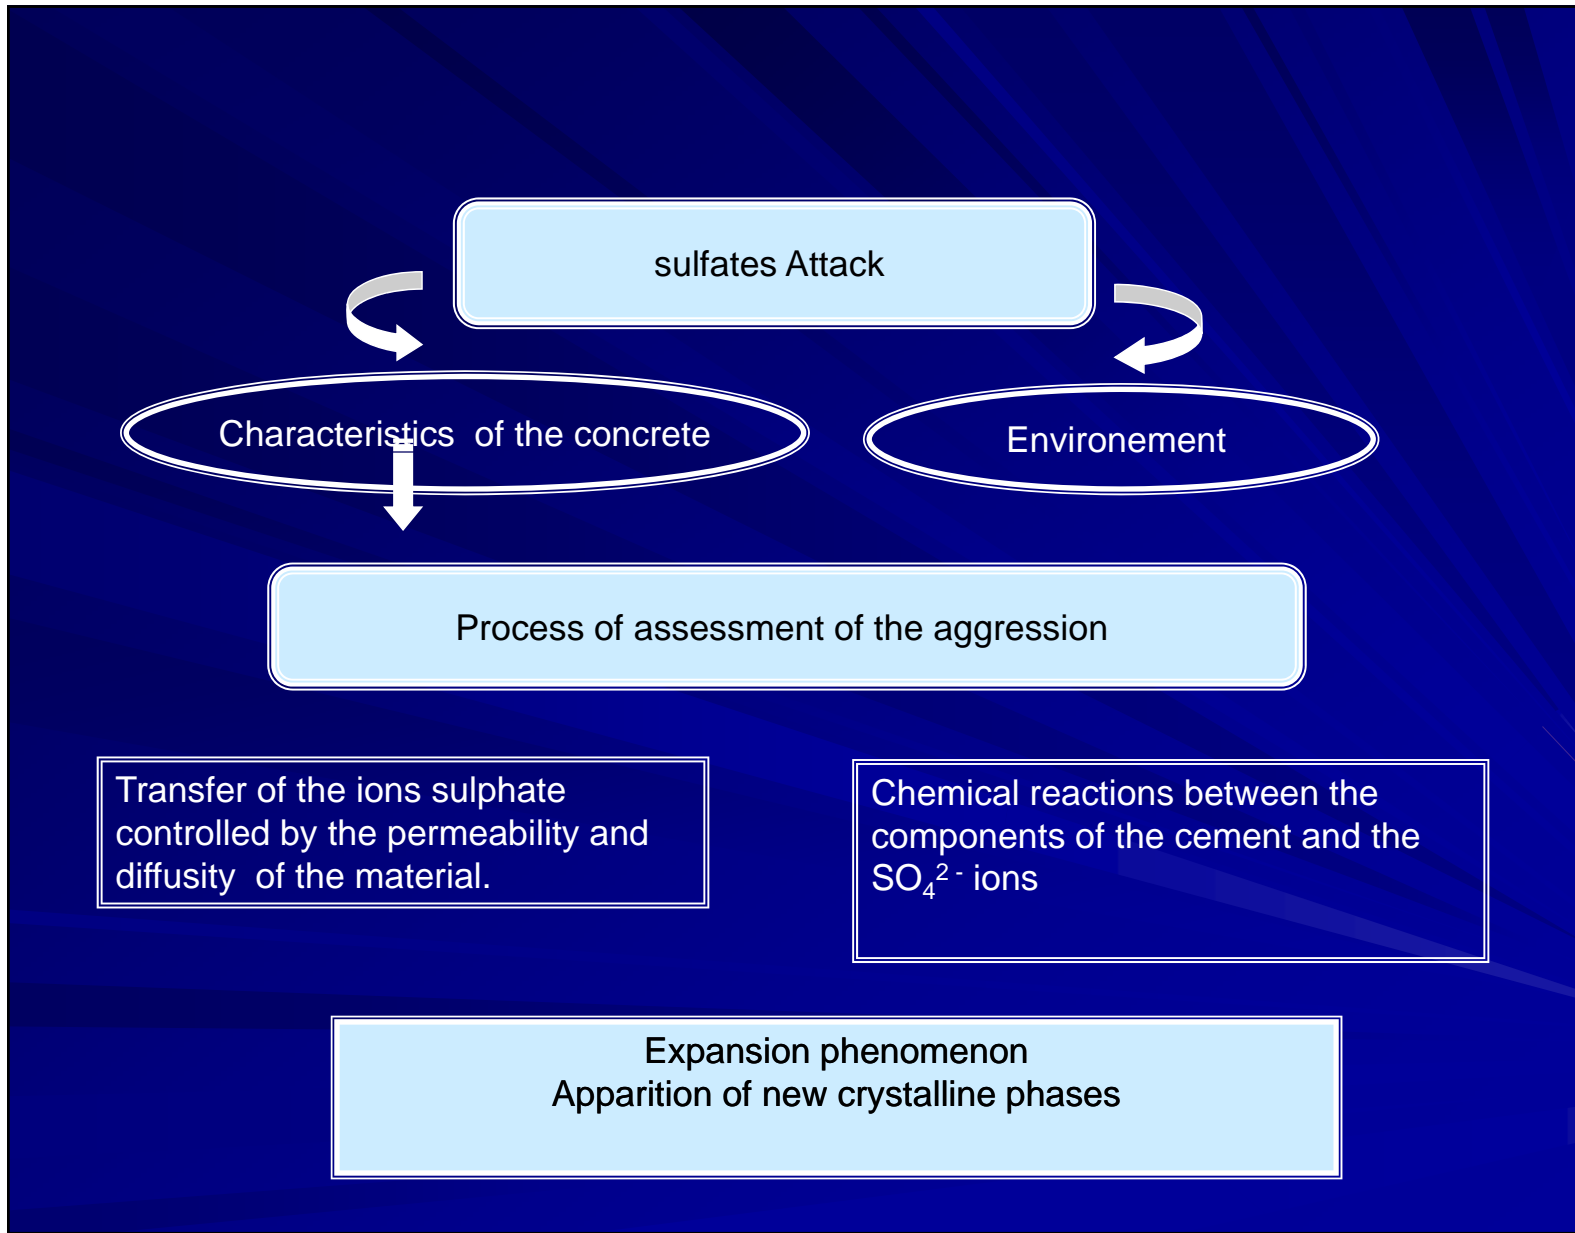 sulfates Attack
Characteristics  of the concrete
Environement
Process of assessment of the aggression
Transfer of the ions sulphate
controlled by the permeability and
diffusity  of the material.
Chemical reactions between the
components of the cement and the
SO₄²⁻ ions
Expansion phenomenon
Apparition of new crystalline phases